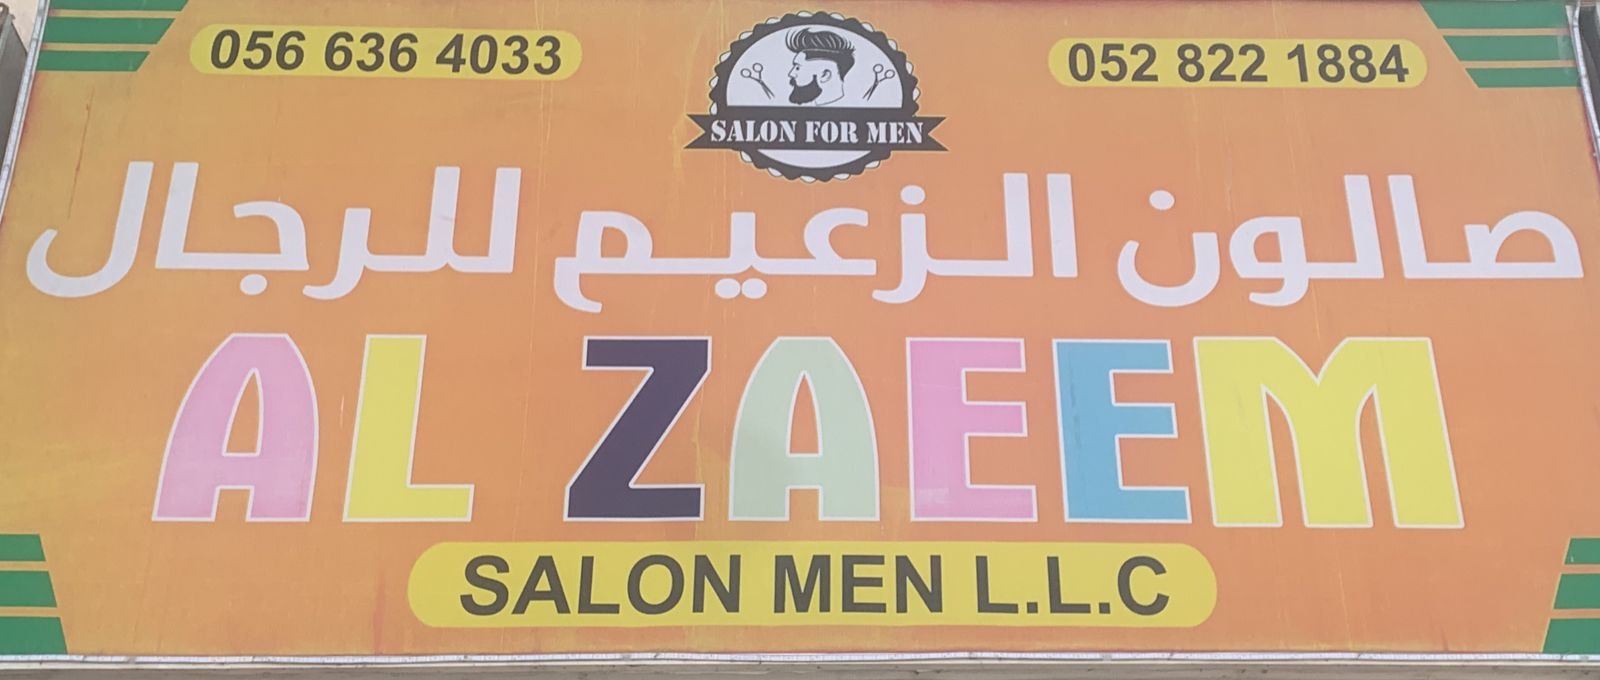 056 636 4033
052 822 1884
SALON FOR MEN
صالون الزعيم للرجال
AL ZAEEM
SALON MEN L.L.C